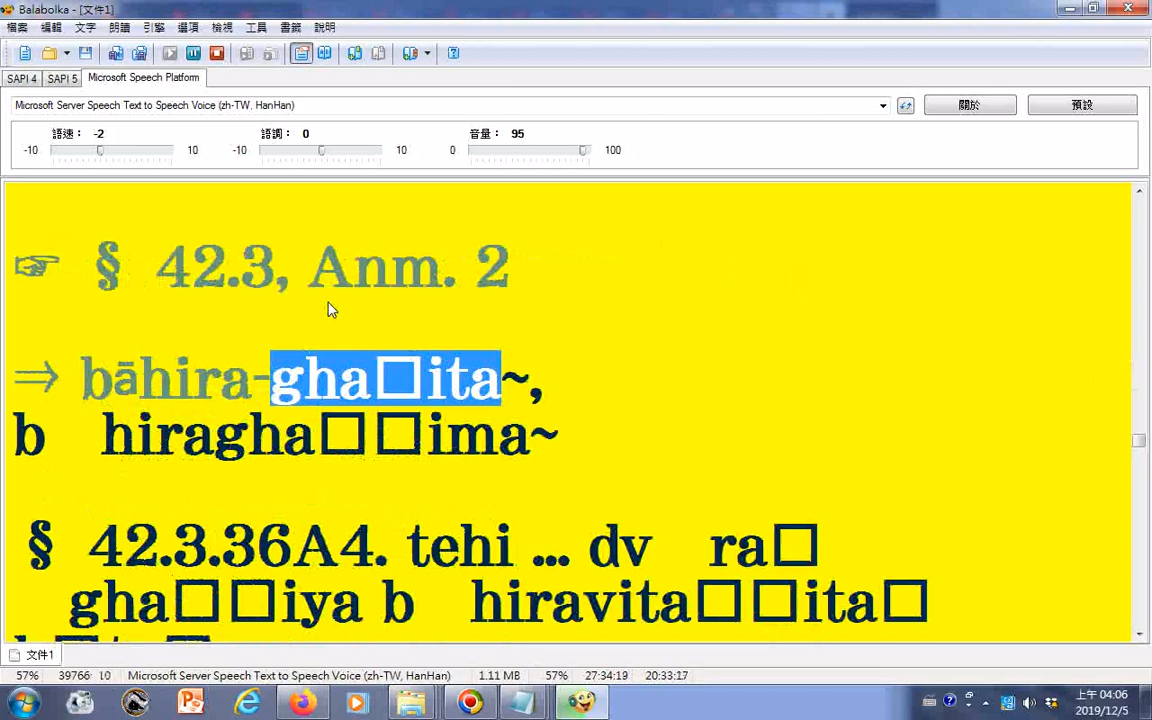 Balabolka - [文件1]
檔案 編輯 文字 朗讀 引擎 選項 檢視 工具 書籤 說明
SAPI 4 SAPI 5 Microsoft Speech Platform
Microsoft Server Speech Text to Speech Voice (zh-TW, HanHan)
關於 預設
語速： -2 語調： 0 音量： 95
-10 10 -10 10 0 100
☞ § 42.3, Anm. 2
⇒ bāhira-gha□ita~,
b hiragha□□ima~
§ 42.3.36A4. tehi ... dv ra□
gha□□iya b hiravita□□ita□
文件1
57% 39766 10 Microsoft Server Speech Text to Speech Voice (zh-TW, HanHan) 1.11 MB 57% 27:34:19 20:33:17
上午 04:06
2019/12/5